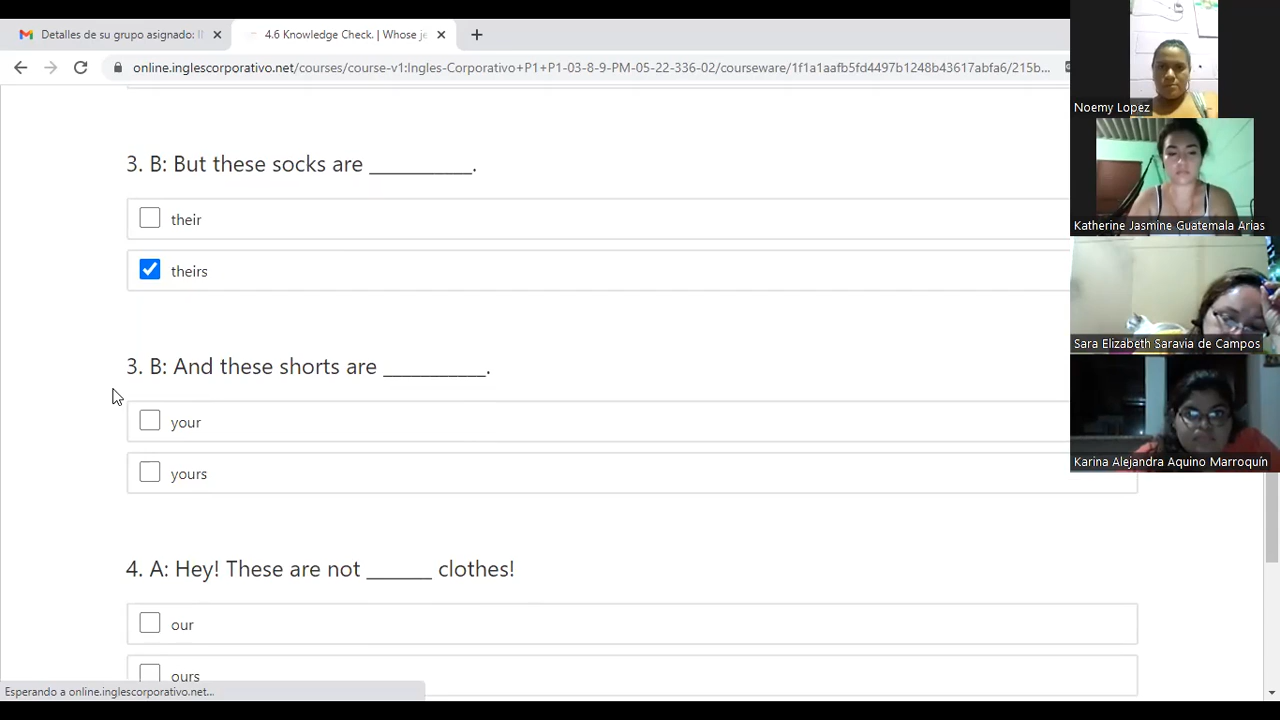 Detalles de su grupo asignado: II
4.6 Knowledge Check. | Whose je
online.inglescorporativo.net/courses/course-v1:Ingles-Corporativo+P1+P1-03-8-9-PM-05-22-336-02/courseware/1f1a1aafb5fd4497b1248b43617abfa6/215b...
Noemy Lopez
3. B: But these socks are __________.
their
Katherine Jasmine Guatemala Arias
theirs
Sara Elizabeth Saravia de Campos
3. B: And these shorts are __________.
your
Karina Alejandra Aquino Marroquín
yours
4. A: Hey! These are not ______ clothes!
our
ours
Esperando a online.inglescorporativo.net...